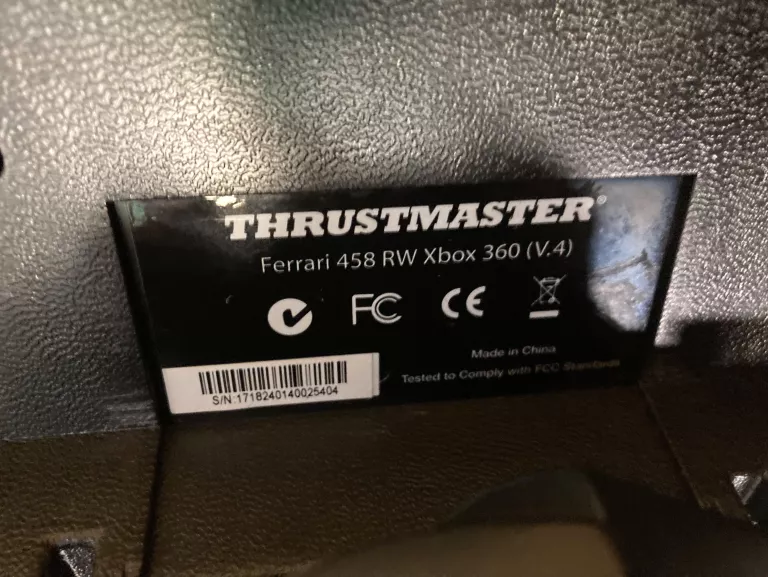 THRUSTMASTER®
Ferrari 458 RW Xbox 360 (V.4)
FC CE
Made in China
Tested to Comply with FCC Standards
S/N:1718240140025404